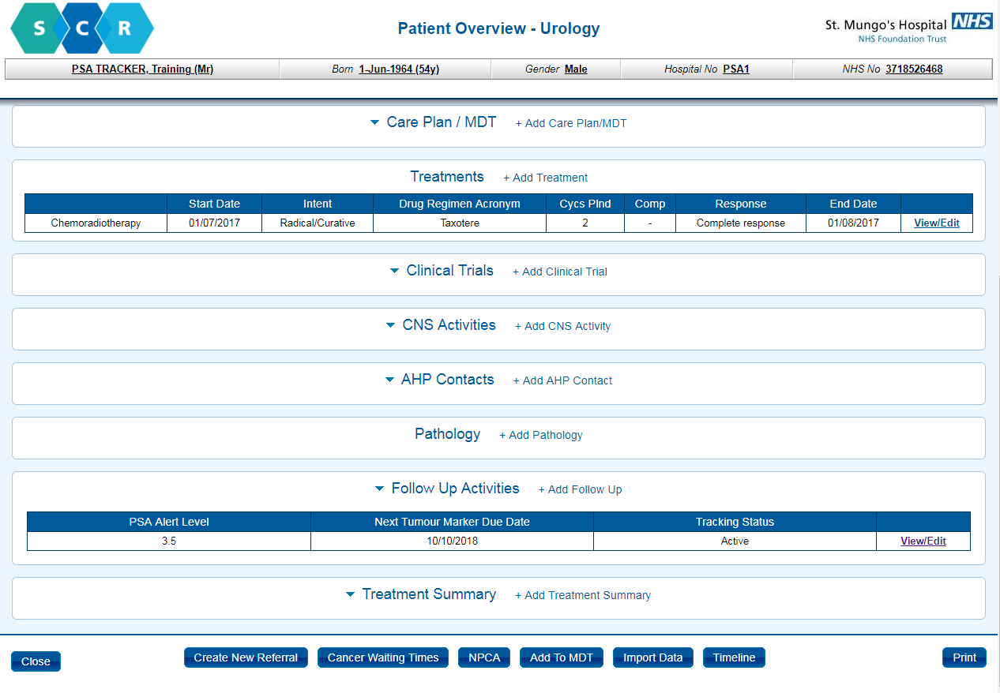 S C R
Patient Overview - Urology
St. Mungo's Hospital NHS
NHS Foundation Trust
PSA TRACKER, Training (Mr) Born 1-Jun-1964 (54y) Gender Male Hospital No PSA1 NHS No 3718526468
Care Plan / MDT + Add Care Plan/MDT
Treatments + Add Treatment
Start Date Intent Drug Regimen Acronym Cycs Plnd Comp Response End Date
Chemoradiotherapy 01/07/2017 Radical/Curative Taxotere 2 - Complete response 01/08/2017 View/Edit
Clinical Trials + Add Clinical Trial
CNS Activities + Add CNS Activity
AHP Contacts + Add AHP Contact
Pathology + Add Pathology
Follow Up Activities + Add Follow Up
PSA Alert Level Next Tumour Marker Due Date Tracking Status
3.5 10/10/2018 Active View/Edit
Treatment Summary + Add Treatment Summary
Close Create New Referral Cancer Waiting Times NPCA Add To MDT Import Data Timeline Print